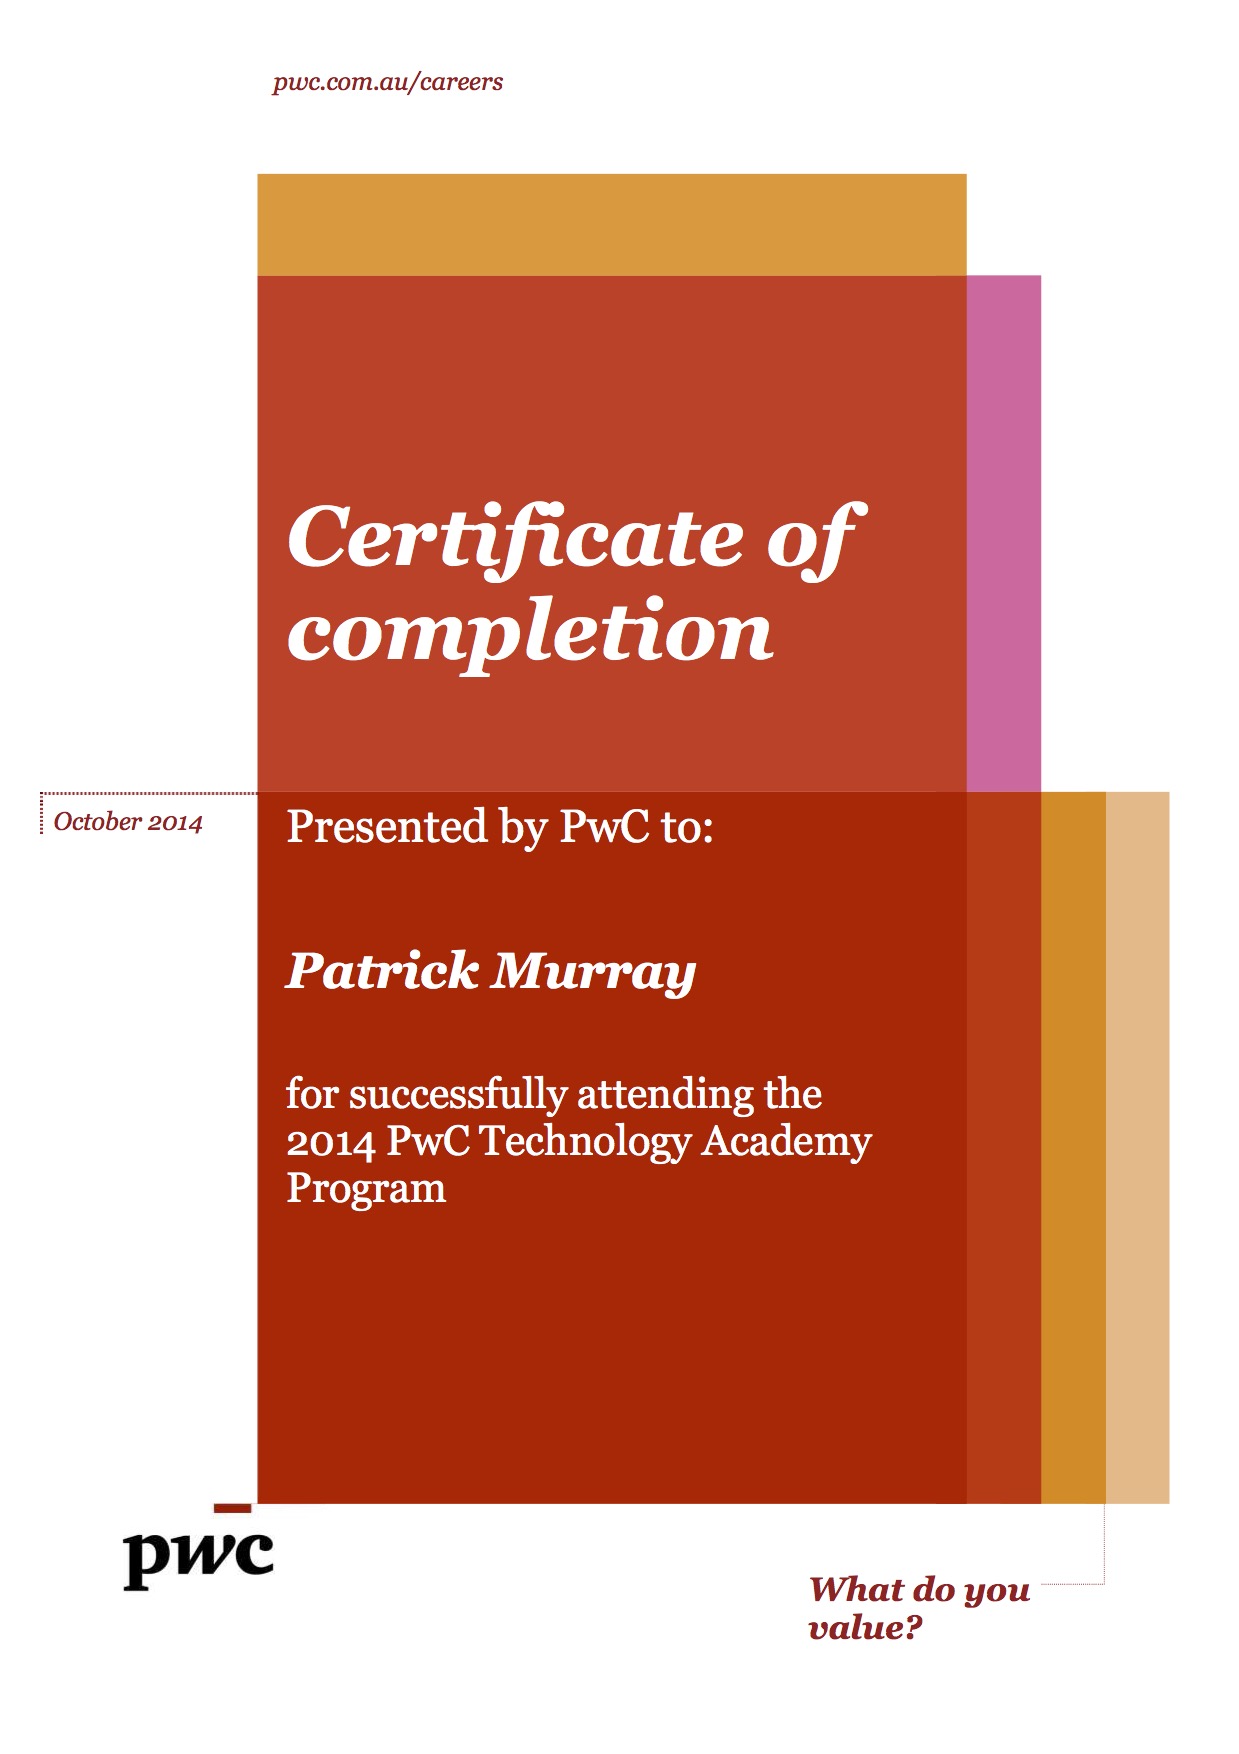 pwc.com.au/careers
Certificate of
completion
October 2014
Presented by PwC to:
Patrick Murray
for successfully attending the
2014 PwC Technology Academy
Program
pwc
What do you
value?